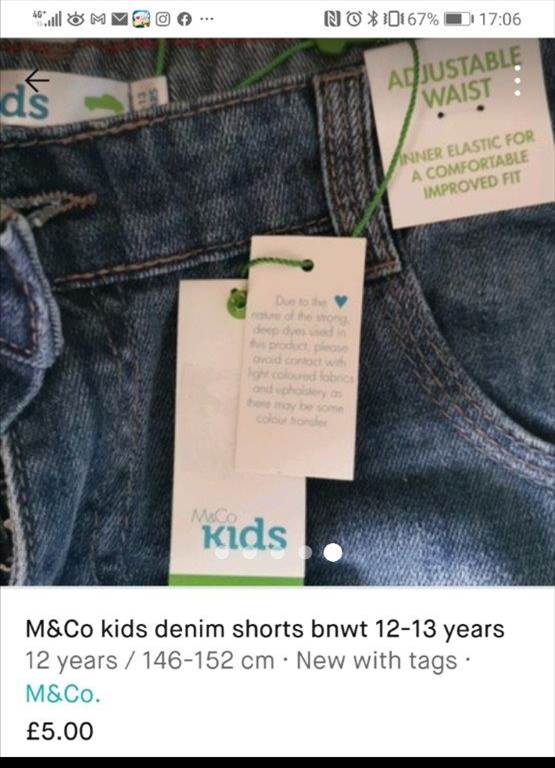 4G
67%
17:06
ds
ADJUSTABLE
WAIST
INNER ELASTIC FOR
A COMFORTABLE
IMPROVED FIT
Due to the
nature of the strong
deep dyes used in
this product, please
avoid contact with
light coloured fabrics
and upholstery as
there may be some
colour transfer
M&Co
Kids
M&Co kids denim shorts bnwt 12-13 years
12 years / 146-152 cm · New with tags ·
M&Co.
£5.00